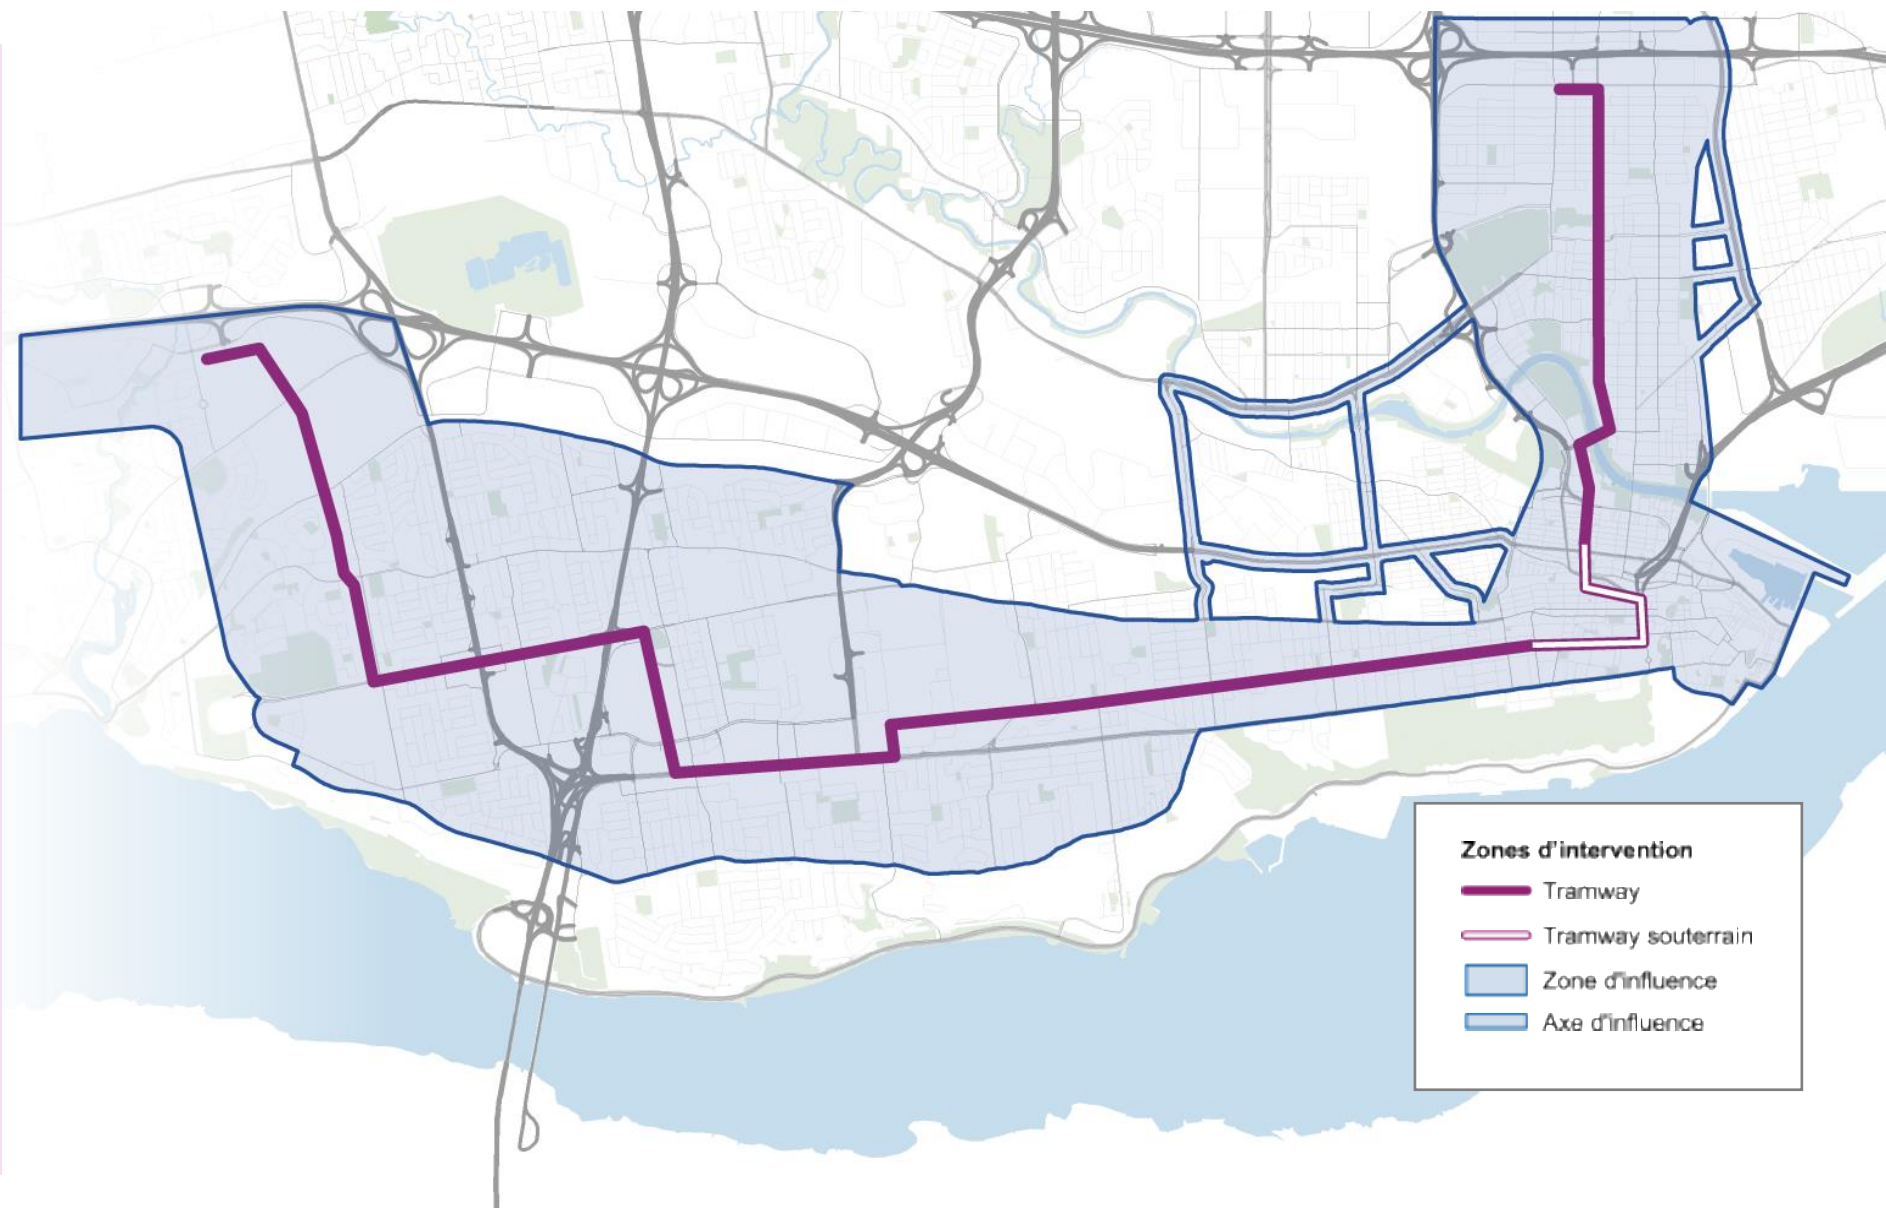 Zones d'intervention
Tramway
Tramway souterrain
Zone d'influence
Axe d'influence